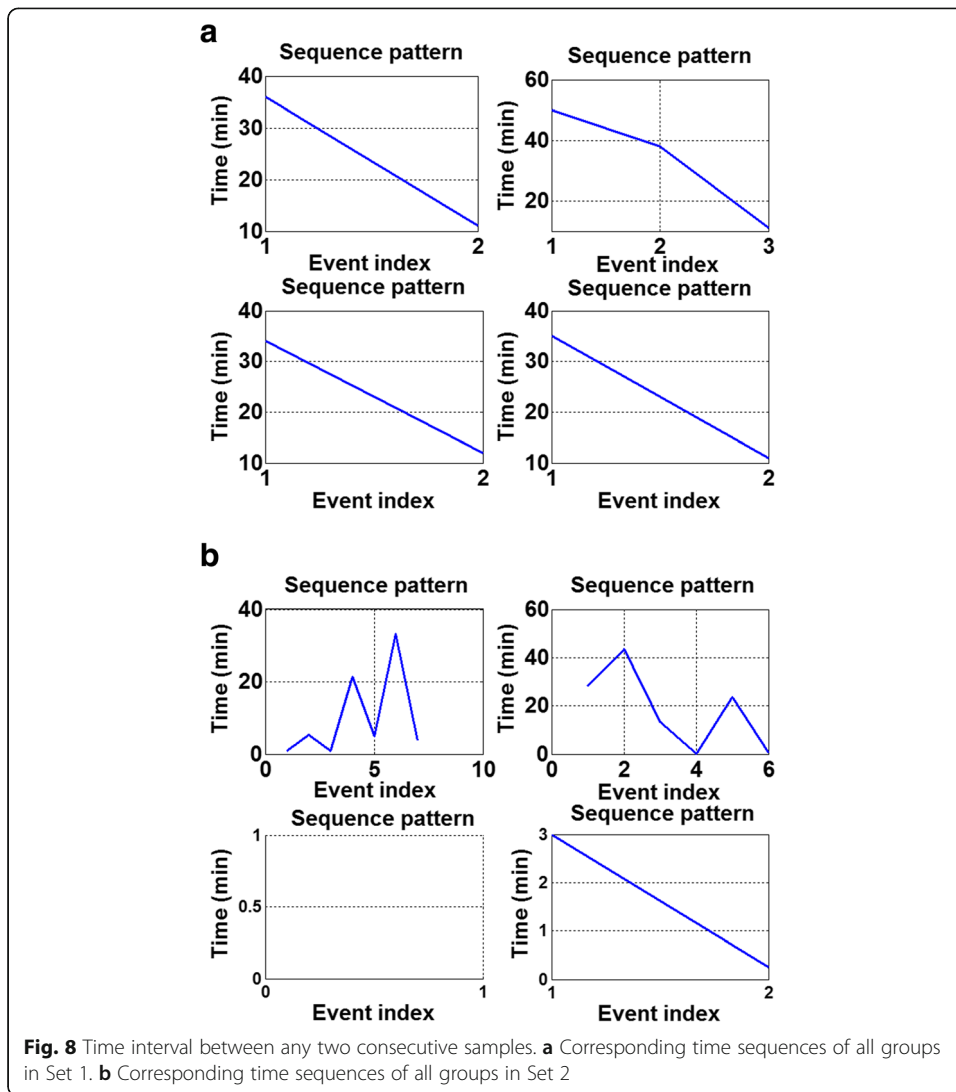 a
Sequence pattern
Time (min)
40
30
20
10
1
2
Event index
Sequence pattern
Time (min)
60
40
20
1
2
3
Event index
Sequence pattern
Time (min)
40
30
20
10
1
2
Event index
Sequence pattern
Time (min)
40
30
20
10
1
2
Event index
b
Sequence pattern
Time (min)
40
20
0
0
5
10
Event index
Sequence pattern
Time (min)
60
40
20
0
0
2
4
6
Event index
Sequence pattern
Time (min)
1
0.5
0
0
1
Event index
Sequence pattern
Time (min)
3
2
1
0
1
2
Event index
Fig. 8 Time interval between any two consecutive samples. a Corresponding time sequences of all groups
in Set 1. b Corresponding time sequences of all groups in Set 2